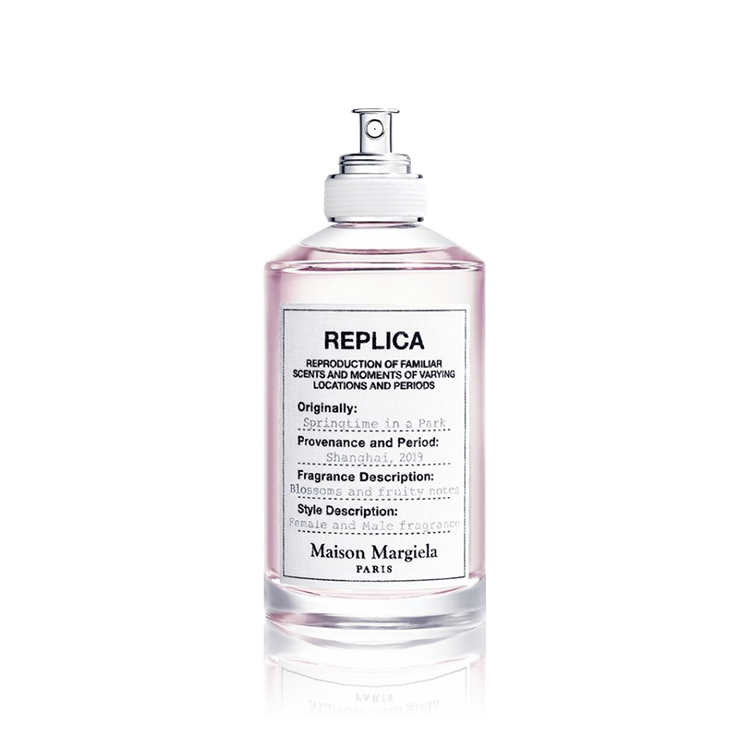 REPLICA
REPRODUCTION OF FAMILIAR
SCENTS AND MOMENTS OF VARYING
LOCATIONS AND PERIODS
Originally:
Springtime in a Park
Provenance and Period:
Shanghai, 2019
Fragrance Description:
Blossoms and fruity notes
Style Description:
Female and Male fragrance
Maison Margiela
PARIS